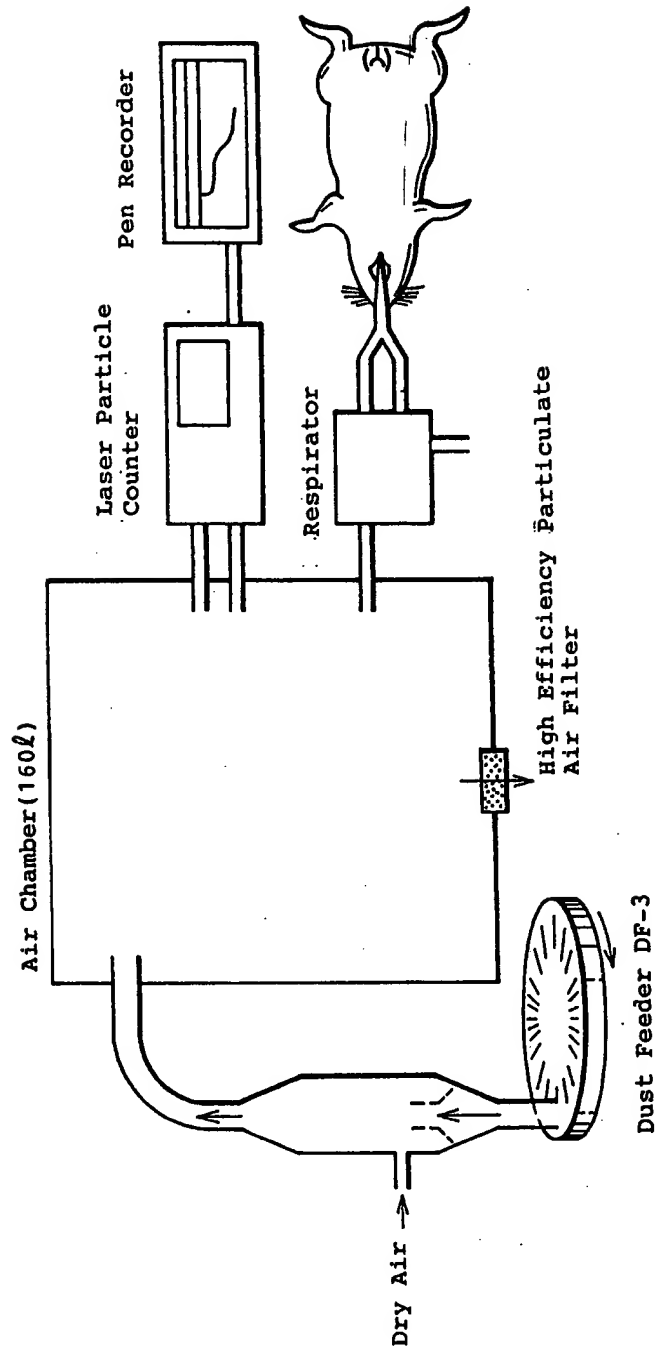 Pen Recorder
Laser Particle
Counter
Respirator
Air Chamber(160ℓ)
High Efficiency Particulate
Air Filter
Dust Feeder DF-3
Dry Air